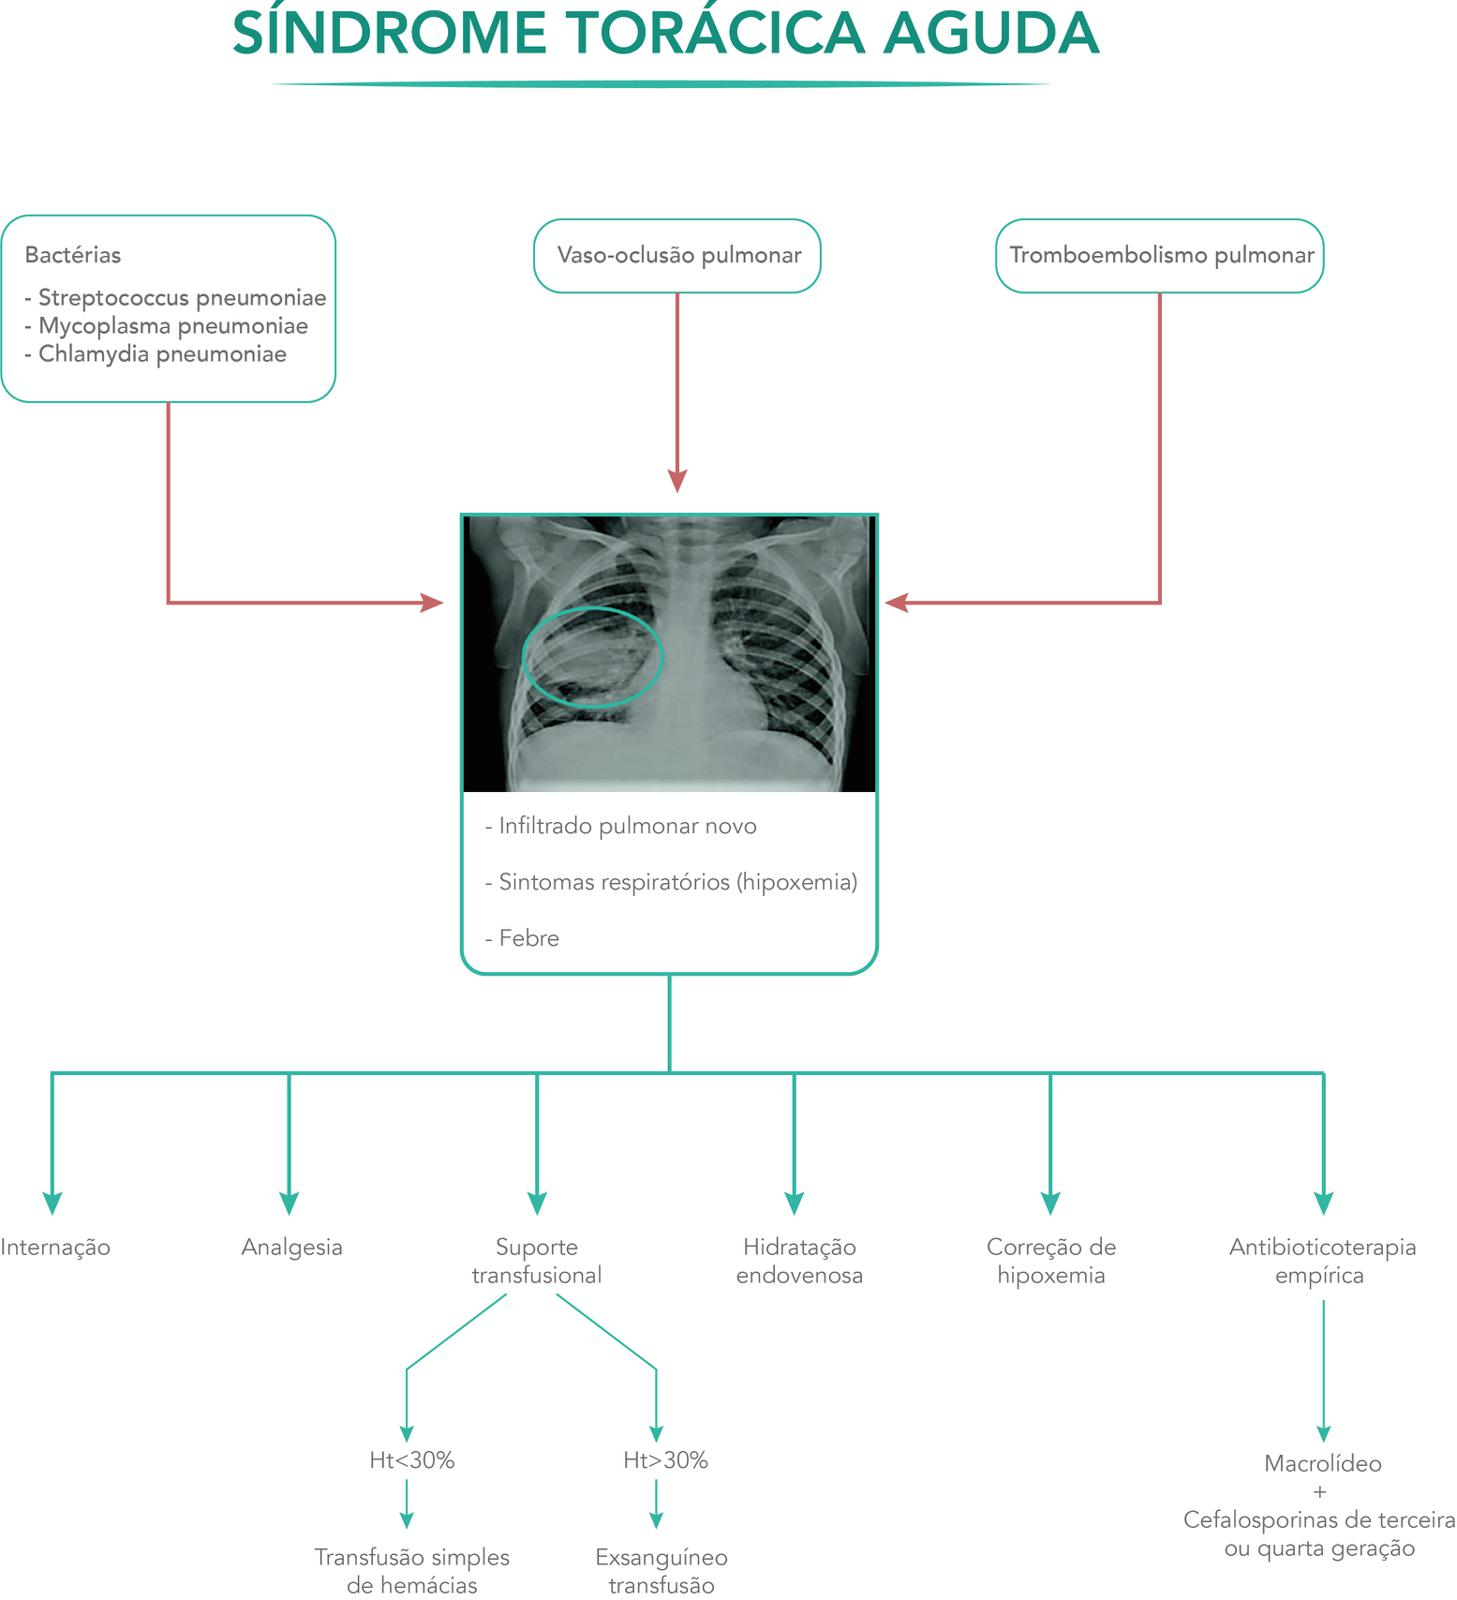 SÍNDROME TORÁCICA AGUDA
Bactérias
- Streptococcus pneumoniae
- Mycoplasma pneumoniae
- Chlamydia pneumoniae
Vaso-oclusão pulmonar
Tromboembolismo pulmonar
- Infiltrado pulmonar novo
- Sintomas respiratórios (hipoxemia)
- Febre
Internação
Analgesia
Suporte
transfusional
Hidratação
endovenosa
Correção de
hipoxemia
Antibioticoterapia
empírica
Ht<30%
Transfusão simples
de hemácias
Ht>30%
Exsanguíneo
transfusão
Macrolídeo
+
Cefalosporinas de terceira
ou quarta geração